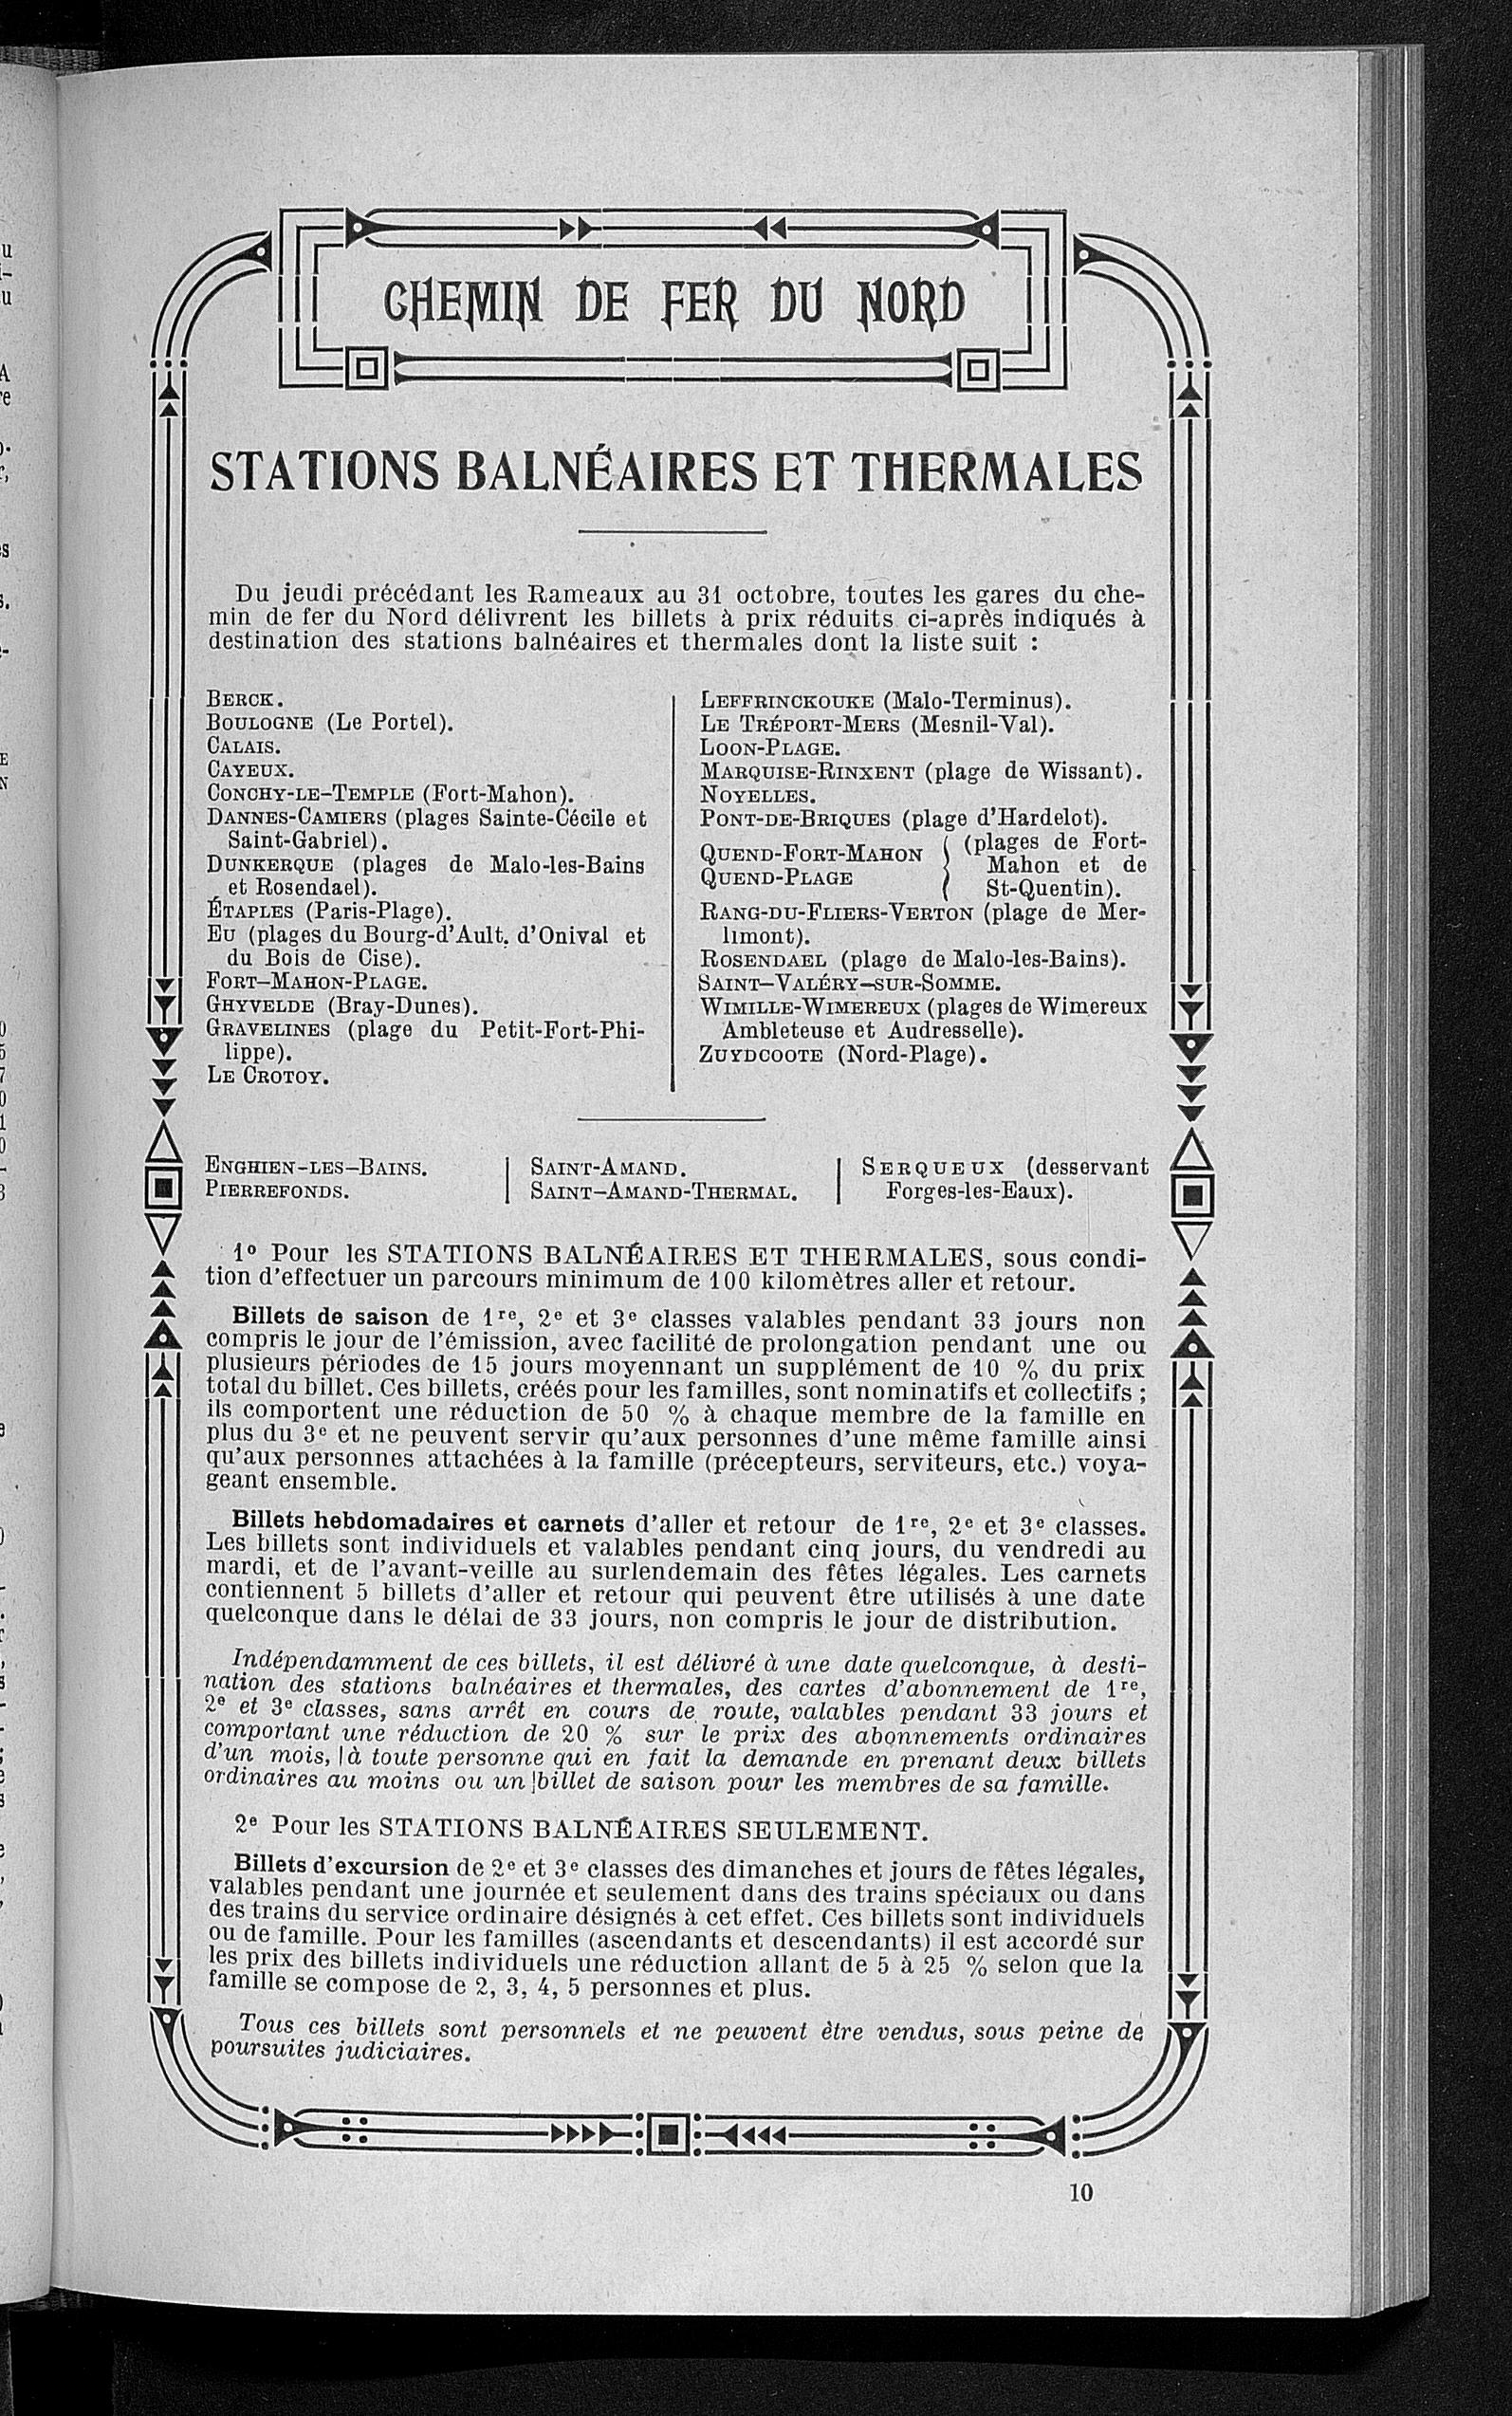 CHEMIN DE FER DU NORD
STATIONS BALNÉAIRES ET THERMALES
Du jeudi précédant les Rameaux au 31 octobre, toutes les gares du che-
min de fer du Nord délivrent les billets à prix réduits ci-après indiqués à
destination des stations balnéaires et thermales dont la liste suit :
BERCK.
BOULOGNE (Le Portel).
CALAIS.
CAYEUX.
CONCHY-LE-TEMPLE (Fort-Mahon).
DANNES-CAMIERS (plages Sainte-Cécile et
Saint-Gabriel).
DUNKERQUE (plages de Malo-les-Bains
et Rosendael).
ÉTAPLES (Paris-Plage).
EU (plages du Bourg-d'Ault, d'Onival et
du Bois de Cise).
FORT-MAHON-PLAGE.
GHYVELDE (Bray-Dunes).
GRAVELINES (plage du Petit-Fort-Phi-
lippe).
LE CROTOY.
LEFFRINCKOUKE (Malo-Terminus).
LE TRÉPORT-MERS (Mesnil-Val).
LOON-PLAGE.
MARQUISE-RINXENT (plage de Wissant).
NOYELLES.
PONT-DE-BRIQUES (plage d'Hardelot).
QUEND-FORT-MAHON
QUEND-PLAGE
(plages de Fort-
Mahon et de
St-Quentin).
RANG-DU-FLIERS-VERTON (plage de Mer-
limont).
ROSENDAEL (plage de Malo-les-Bains).
SAINT-VALÉRY-SUR-SOMME.
WIMILLE-WIMEREUX (plages de Wimereux
Ambleteuse et Audresselle).
ZUYDCOOTE (Nord-Plage).
ENGHIEN-LES-BAINS.
PIERREFONDS.
SAINT-AMAND.
SAINT-AMAND-THERMAL.
SERQUEUX (desservant
Forges-les-Eaux).
1º Pour les STATIONS BALNÉAIRES ET THERMALES, sous condi-
tion d'effectuer un parcours minimum de 100 kilomètres aller et retour.
Billets de saison de 1re, 2e et 3e classes valables pendant 33 jours non
compris le jour de l'émission, avec facilité de prolongation pendant une ou
plusieurs périodes de 15 jours moyennant un supplément de 10 % du prix
total du billet. Ces billets, créés pour les familles, sont nominatifs et collectifs ;
ils comportent une réduction de 50 % à chaque membre de la famille en
plus du 3e et ne peuvent servir qu'aux personnes d'une même famille ainsi
qu'aux personnes attachées à la famille (précepteurs, serviteurs, etc.) voya-
geant ensemble.
Billets hebdomadaires et carnets d'aller et retour de 1re, 2e et 3e classes.
Les billets sont individuels et valables pendant cinq jours, du vendredi au
mardi, et de l'avant-veille au surlendemain des fêtes légales. Les carnets
contiennent 5 billets d'aller et retour qui peuvent être utilisés à une date
quelconque dans le délai de 33 jours, non compris le jour de distribution.
Indépendamment de ces billets, il est délivré à une date quelconque, à desti-
nation des stations balnéaires et thermales, des cartes d'abonnement de 1re,
2e et 3e classes, sans arrêt en cours de route, valables pendant 33 jours et
comportant une réduction de 20 % sur le prix des abonnements ordinaires
d'un mois, à toute personne qui en fait la demande en prenant deux billets
ordinaires au moins ou un billet de saison pour les membres de sa famille.
2e Pour les STATIONS BALNÉAIRES SEULEMENT.
Billets d'excursion de 2e et 3e classes des dimanches et jours de fêtes légales,
valables pendant une journée et seulement dans des trains spéciaux ou dans
des trains du service ordinaire désignés à cet effet. Ces billets sont individuels
ou de famille. Pour les familles (ascendants et descendants) il est accordé sur
les prix des billets individuels une réduction allant de 5 à 25 % selon que la
famille se compose de 2, 3, 4, 5 personnes et plus.
Tous ces billets sont personnels et ne peuvent être vendus, sous peine de
poursuites judiciaires.
10